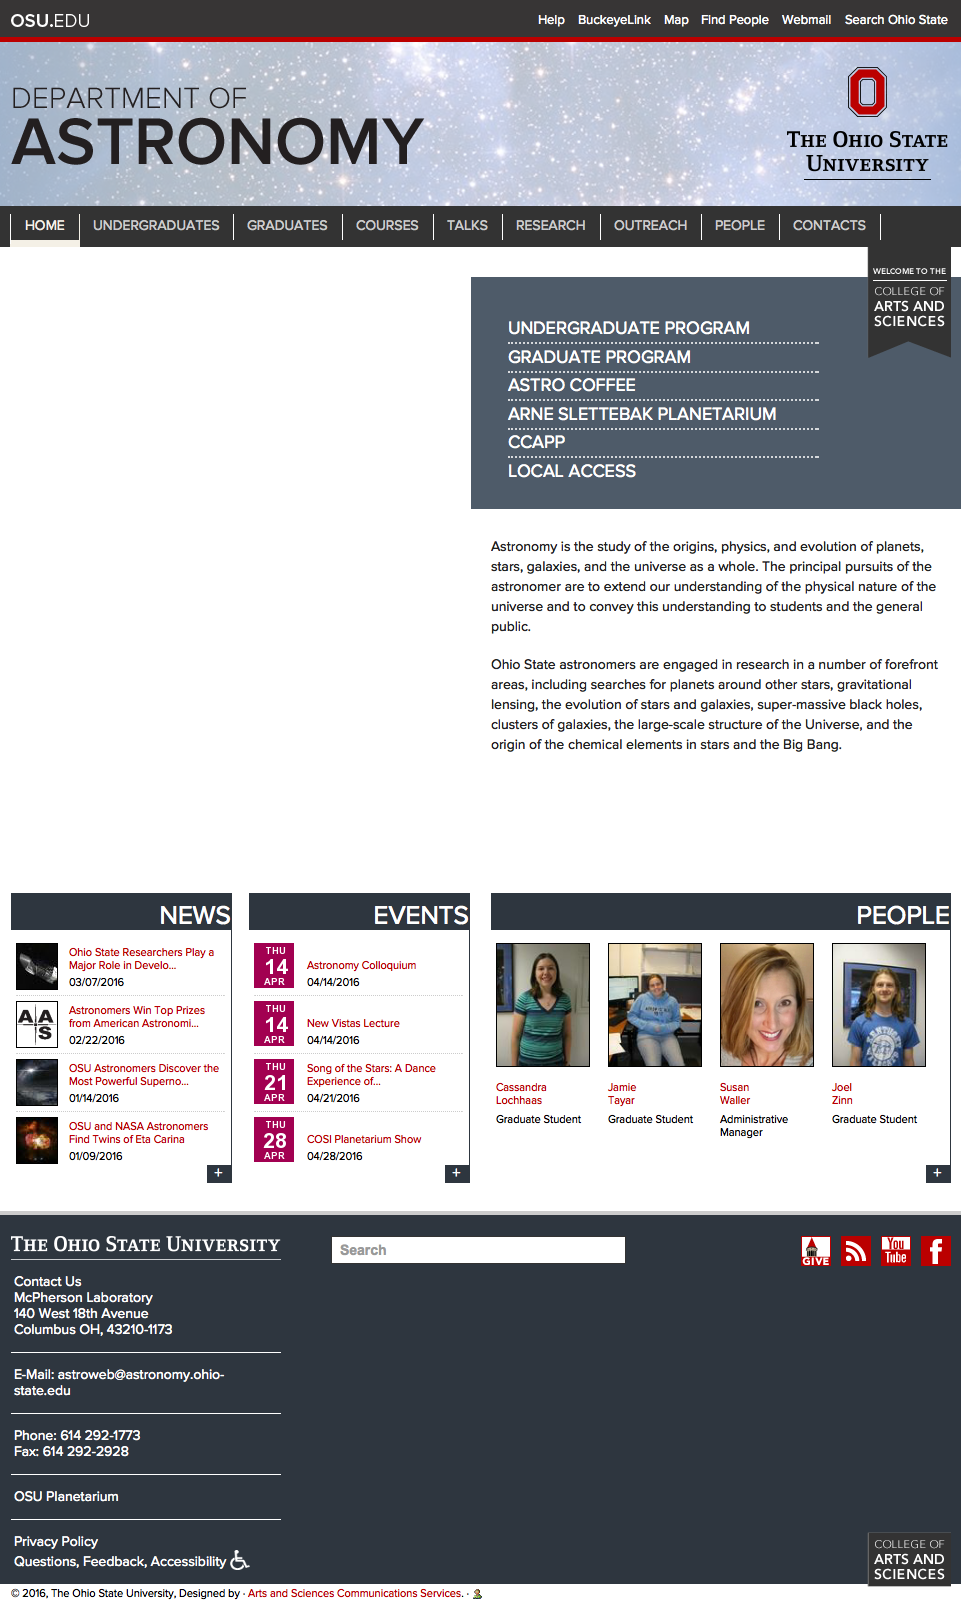 OSU.EDU
Help BuckeyeLink Map Find People Webmail Search Ohio State
DEPARTMENT OF
ASTRONOMY
THE OHIO STATE
UNIVERSITY
HOME UNDERGRADUATES GRADUATES COURSES TALKS RESEARCH OUTREACH PEOPLE CONTACTS
WELCOME TO THE
COLLEGE OF
ARTS AND
SCIENCES
UNDERGRADUATE PROGRAM
GRADUATE PROGRAM
ASTRO COFFEE
ARNE SLETTEBAK PLANETARIUM
CCAPP
LOCAL ACCESS
Astronomy is the study of the origins, physics, and evolution of planets,
stars, galaxies, and the universe as a whole. The principal pursuits of the
astronomer are to extend our understanding of the physical nature of the
universe and to convey this understanding to students and the general
public.
Ohio State astronomers are engaged in research in a number of forefront
areas, including searches for planets around other stars, gravitational
lensing, the evolution of stars and galaxies, super-massive black holes,
clusters of galaxies, the large-scale structure of the Universe, and the
origin of the chemical elements in stars and the Big Bang.
NEWS
Ohio State Researchers Play a
Major Role in Develo...
03/07/2016
AAS
Astronomers Win Top Prizes
from American Astronomi...
02/22/2016
OSU Astronomers Discover the
Most Powerful Superno...
01/14/2016
OSU and NASA Astronomers
Find Twins of Eta Carina
01/09/2016
+
EVENTS
THU
14
APR
Astronomy Colloquium
04/14/2016
THU
14
APR
New Vistas Lecture
04/14/2016
THU
21
APR
Song of the Stars: A Dance
Experience of...
04/21/2016
THU
28
APR
COSI Planetarium Show
04/28/2016
+
PEOPLE
Cassandra
Lochhaas
Graduate Student
Jamie
Tayar
Graduate Student
Susan
Waller
Administrative
Manager
Joel
Zinn
Graduate Student
+
THE OHIO STATE UNIVERSITY
Search
GIVE
You
Tube
f
Contact Us
McPherson Laboratory
140 West 18th Avenue
Columbus OH, 43210-1173
E-Mail: astroweb@astronomy.ohio-
state.edu
Phone: 614 292-1773
Fax: 614 292-2928
OSU Planetarium
Privacy Policy
Questions, Feedback, Accessibility
COLLEGE OF
ARTS AND
SCIENCES
© 2016, The Ohio State University, Designed by · Arts and Sciences Communications Services. ·